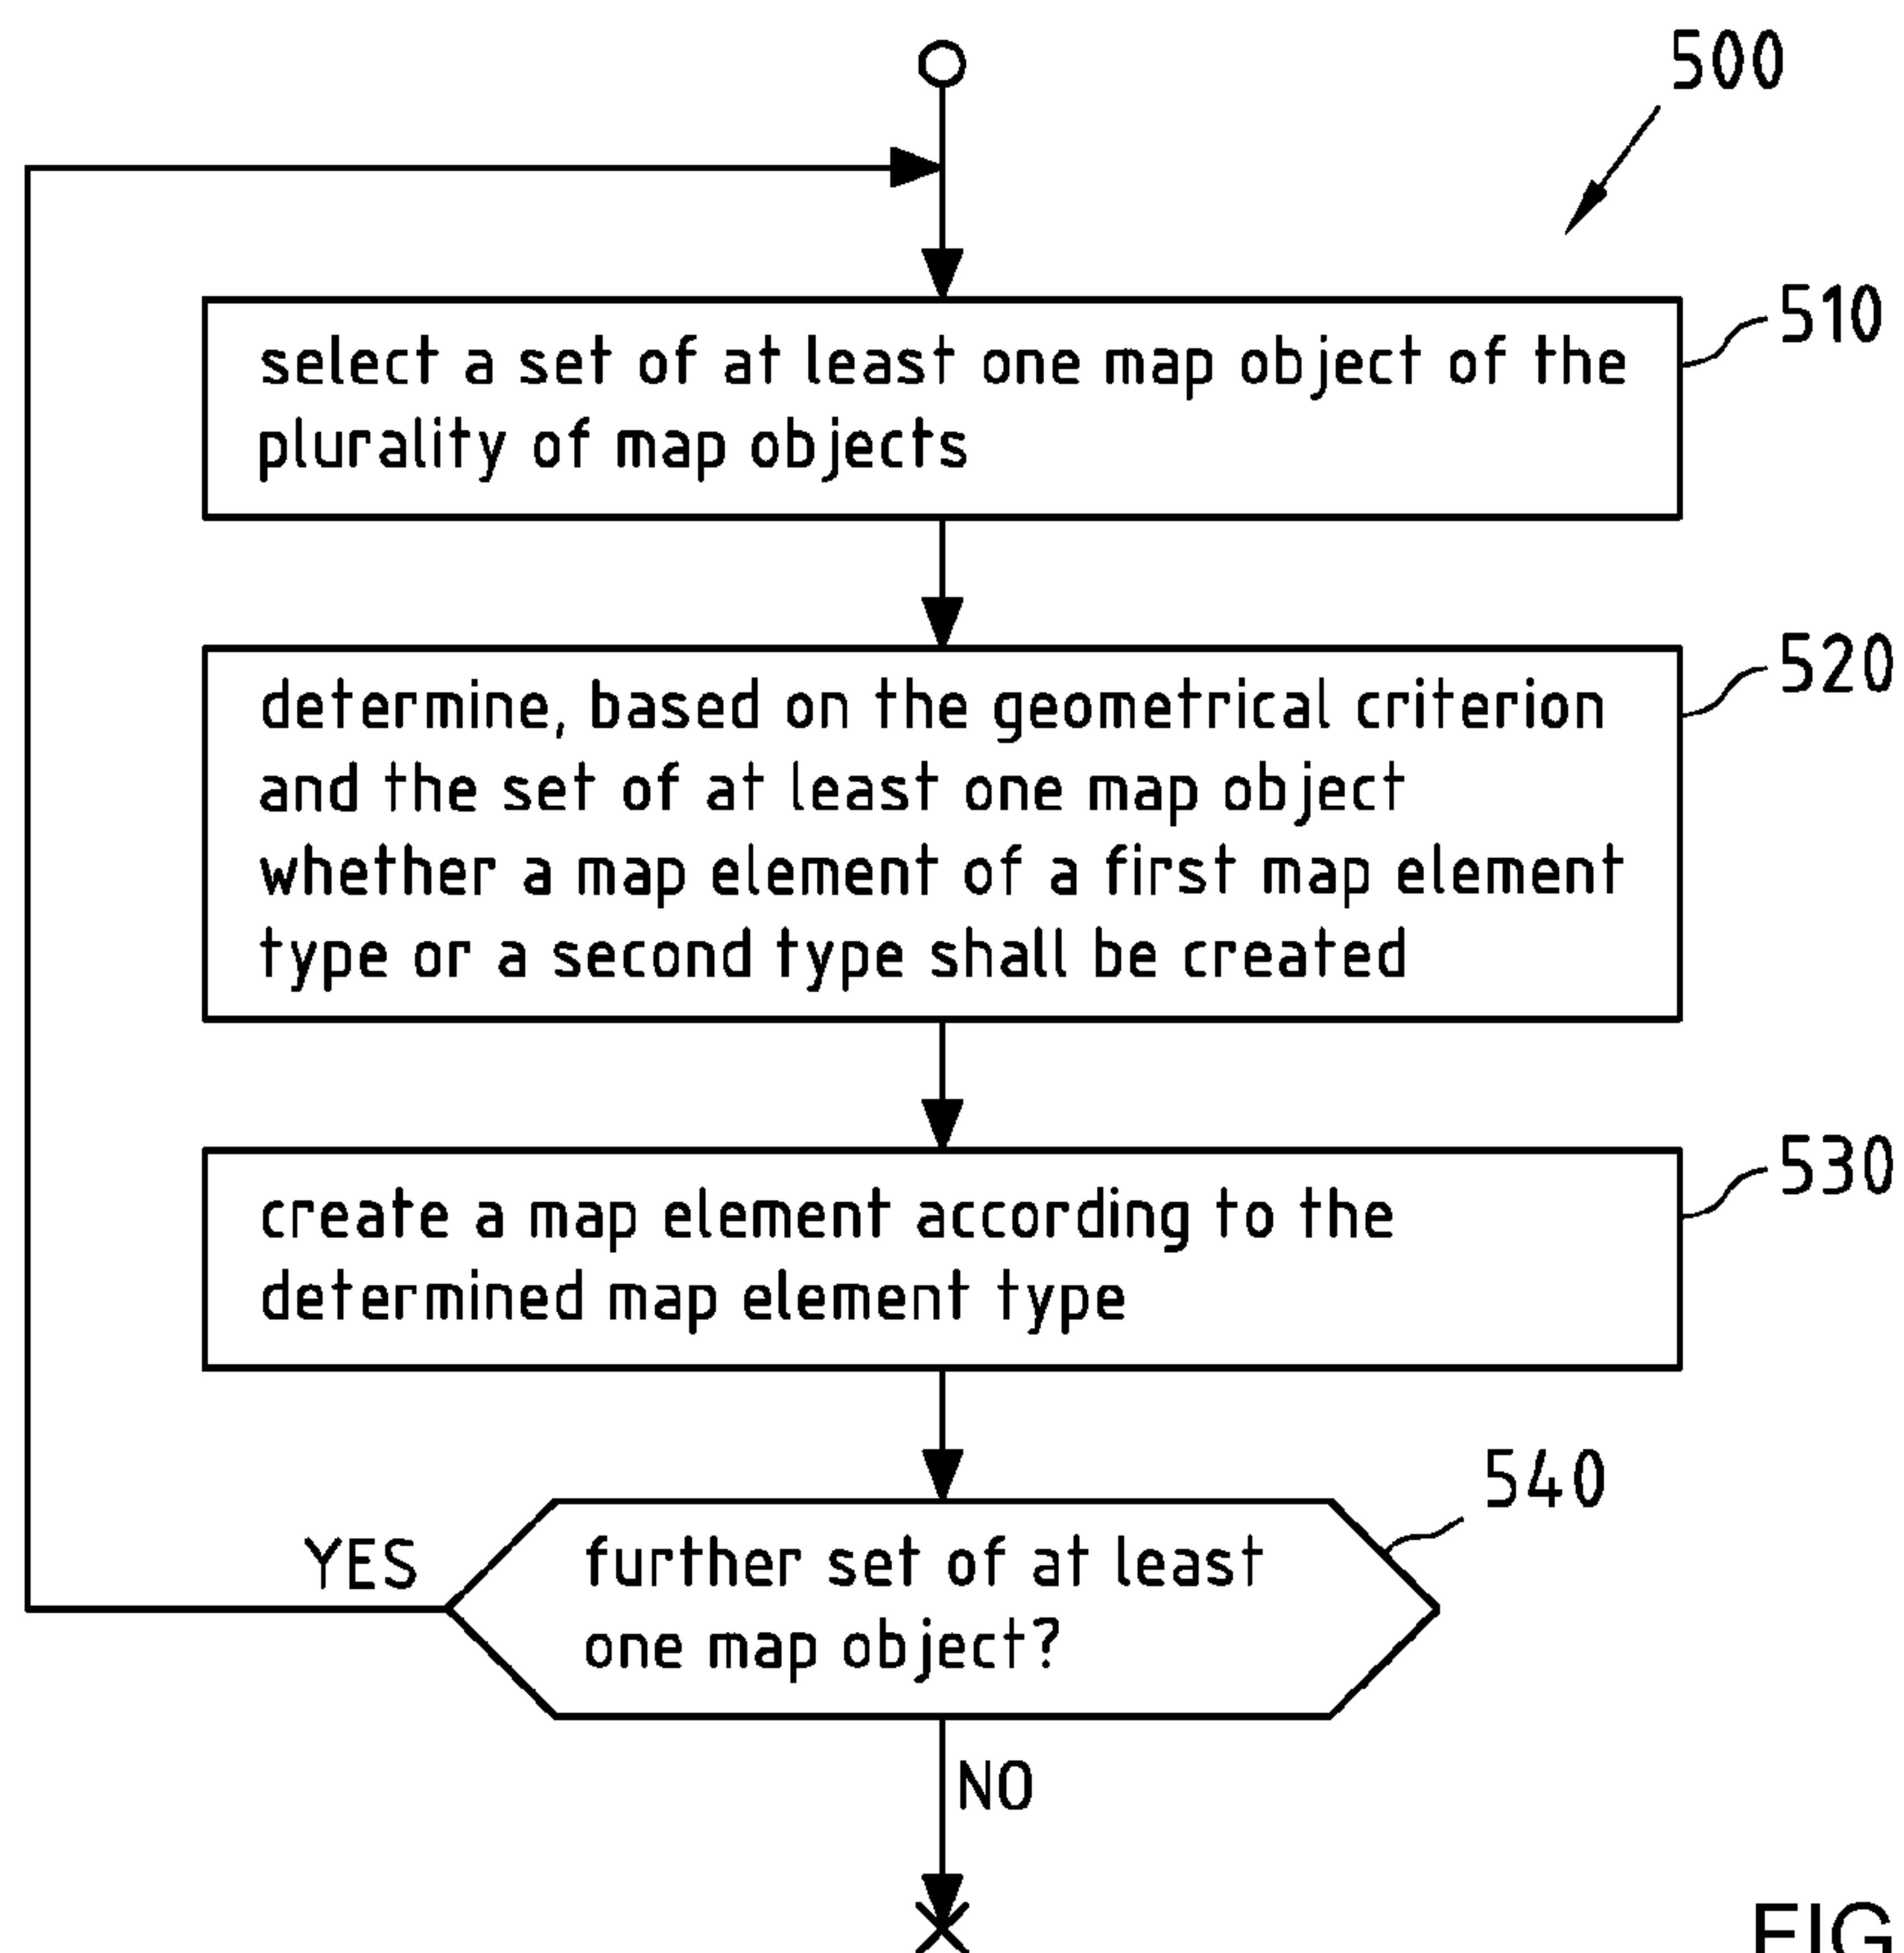 500
select a set of at least one map object of the
plurality of map objects
510
determine, based on the geometrical criterion
and the set of at least one map object
whether a map element of a first map element
type or a second type shall be created
520
create a map element according to the
determined map element type
530
further set of at least
one map object?
540
YES
NO
FIG